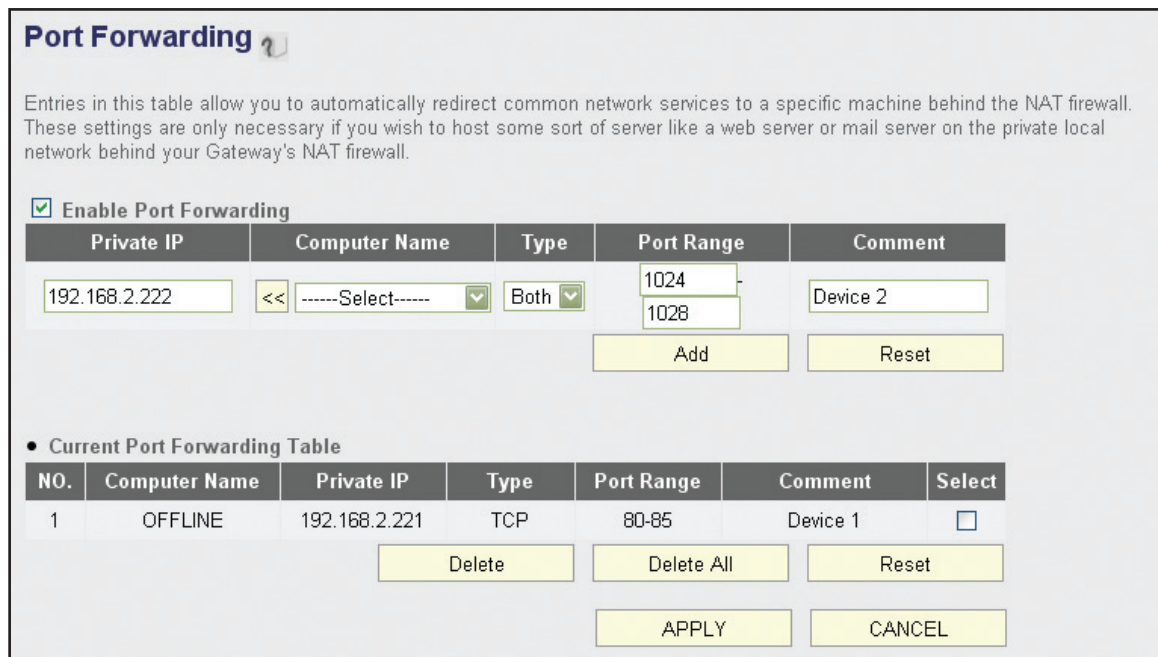 Port Forwarding
Entries in this table allow you to automatically redirect common network services to a specific machine behind the NAT firewall.
These settings are only necessary if you wish to host some sort of server like a web server or mail server on the private local
network behind your Gateway's NAT firewall.
Enable Port Forwarding
Private IP Computer Name Type Port Range Comment
192.168.2.222 << ------Select------ Both 1024 - Device 2
1028
Add Reset
• Current Port Forwarding Table
NO. Computer Name Private IP Type Port Range Comment Select
1 OFFLINE 192.168.2.221 TCP 80-85 Device 1
Delete Delete All Reset
APPLY CANCEL